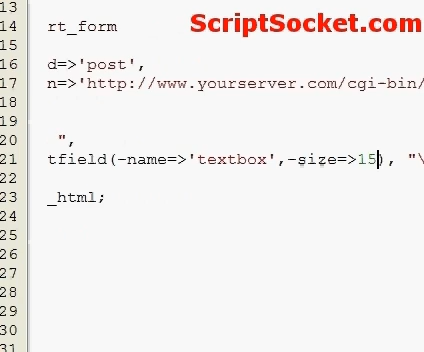 13
ScriptSocket.com
14 rt_form
15
16 d=>'post',
17 n=>'http://www.yourserver.com/cgi-bin/
18
19
20 ",
21 tfield(-name=>'textbox',-size=>15), "\
22
23 _html;
24
25
26
27
28
29
30
31